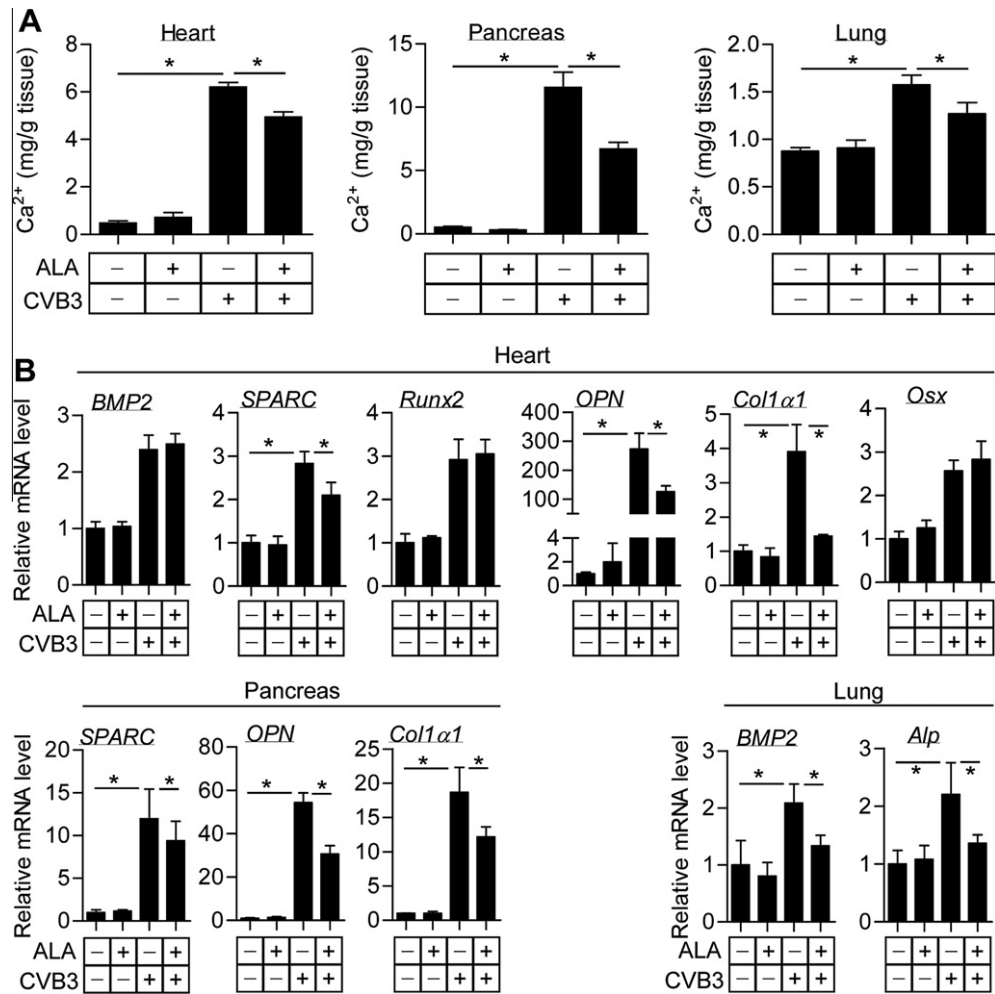 A
Heart Pancreas Lung
Ca2+ (mg/g tissue) 8 6 4 2 0 * *
Ca2+ (mg/g tissue) 15 10 5 0 * *
Ca2+ (mg/g tissue) 2.0 1.5 1.0 0.5 0.0 * *
ALA – + – + – + – + – + – +
CVB3 – – + + – – + + – – + +
B
Heart
BMP2 SPARC Runx2 OPN Col1α1 Osx
Relative mRNA level 3 2 1 0
4 3 2 1 0 * *
4 3 2 1 0
400 300 200 100 4 2 0 * *
5 4 3 2 1 0 * *
4 3 2 1 0
ALA – + – + – + – + – + – + – + – + – + – + – + – +
CVB3 – – + + – – + + – – + + – – + + – – + + – – + +
Pancreas Lung
SPARC OPN Col1α1 BMP2 Alp
Relative mRNA level 20 15 10 5 0 * *
80 60 40 20 0 * *
25 20 15 10 5 0 * *
Relative mRNA level 3 2 1 0 * *
3 2 1 0 * *
ALA – + – + – + – + – + – + ALA – + – + – + – +
CVB3 – – + + – – + + – – + + CVB3 – – + + – – + +